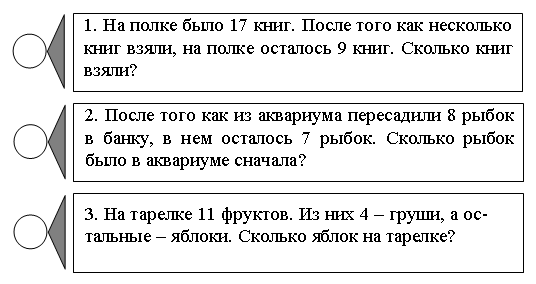 1. На полке было 17 книг. После того как несколько
книг взяли, на полке осталось 9 книг. Сколько книг
взяли?
2. После того как из аквариума пересадили 8 рыбок
в банку, в нем осталось 7 рыбок. Сколько рыбок
было в аквариуме сначала?
3. На тарелке 11 фруктов. Из них 4 – груши, а ос-
тальные – яблоки. Сколько яблок на тарелке?